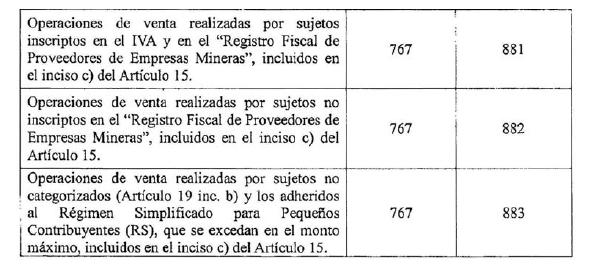 Operaciones de venta realizadas por sujetos
inscriptos en el IVA y en el “Registro Fiscal de
Proveedores de Empresas Mineras”, incluidos en
el inciso c) del Artículo 15.
767
881
Operaciones de venta realizadas por sujetos no
inscriptos en el “Registro Fiscal de Proveedores de
Empresas Mineras”, incluidos en el inciso c) del
Artículo 15.
767
882
Operaciones de venta realizadas por sujetos no
categorizados (Artículo 19 inc. b) y los adheridos
al Régimen Simplificado para Pequeños
Contribuyentes (RS), que se excedan en el monto
máximo, incluidos en el inciso c) del Artículo 15.
767
883